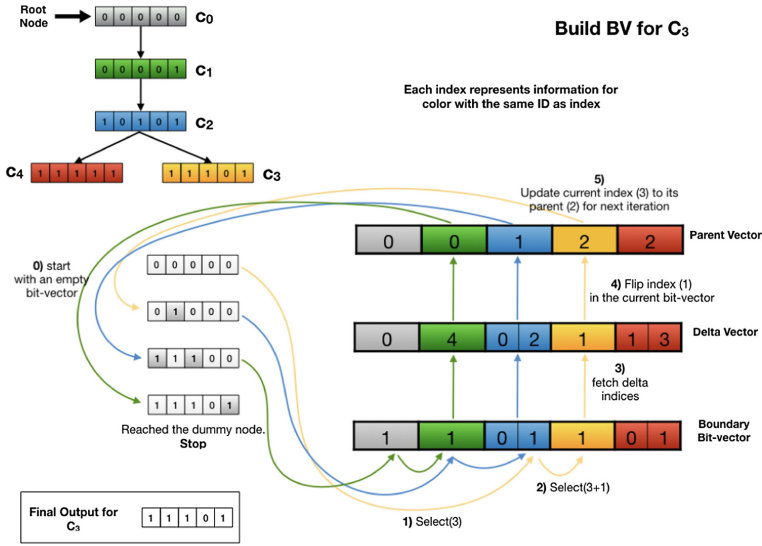 Root
Node
0 0 0 0 0
C0
Build BV for C3
0 0 0 0 1
C1
Each index represents information for
color with the same ID as index
1 0 1 0 1
C2
C4
1 1 1 1 1
1 1 1 0 1
C3
5)
Update current index (3) to its
parent (2) for next iteration
0 0 1 2 2
Parent Vector
0) start
with an empty
bit-vector
0 0 0 0 0
4) Flip index (1)
in the current bit-vector
0 1 0 0 0
0 4 0 2 1 1 3
Delta Vector
1 1 1 0 0
3)
fetch delta
indices
1 1 1 0 1
Reached the dummy node.
Stop
1 1 0 1 1 0 1
Boundary
Bit-vector
2) Select(3+1)
1) Select(3)
Final Output for
C3
1 1 1 0 1